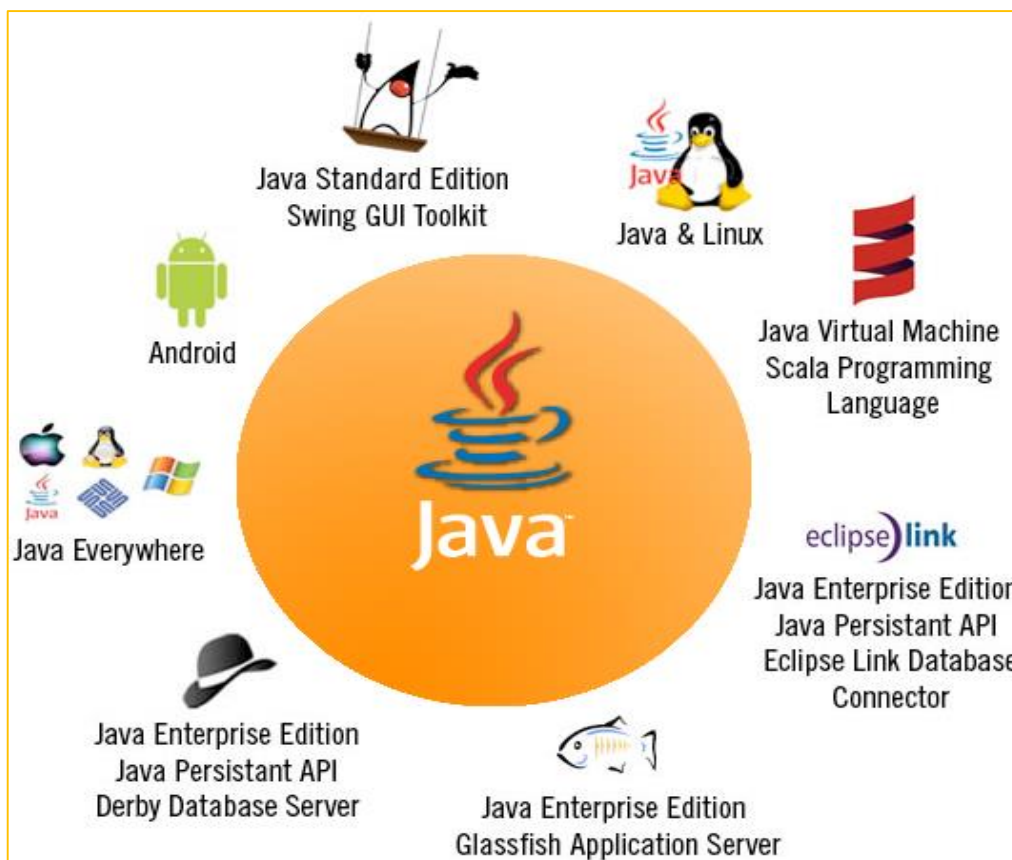 Java Standard Edition
Swing GUI Toolkit
Java
Java & Linux
Java Virtual Machine
Scala Programming
Language
Android
Java™
Java
Java Everywhere
eclipse link
Java Enterprise Edition
Java Persistant API
Eclipse Link Database
Connector
Java Enterprise Edition
Java Persistant API
Derby Database Server
Java Enterprise Edition
Glassfish Application Server